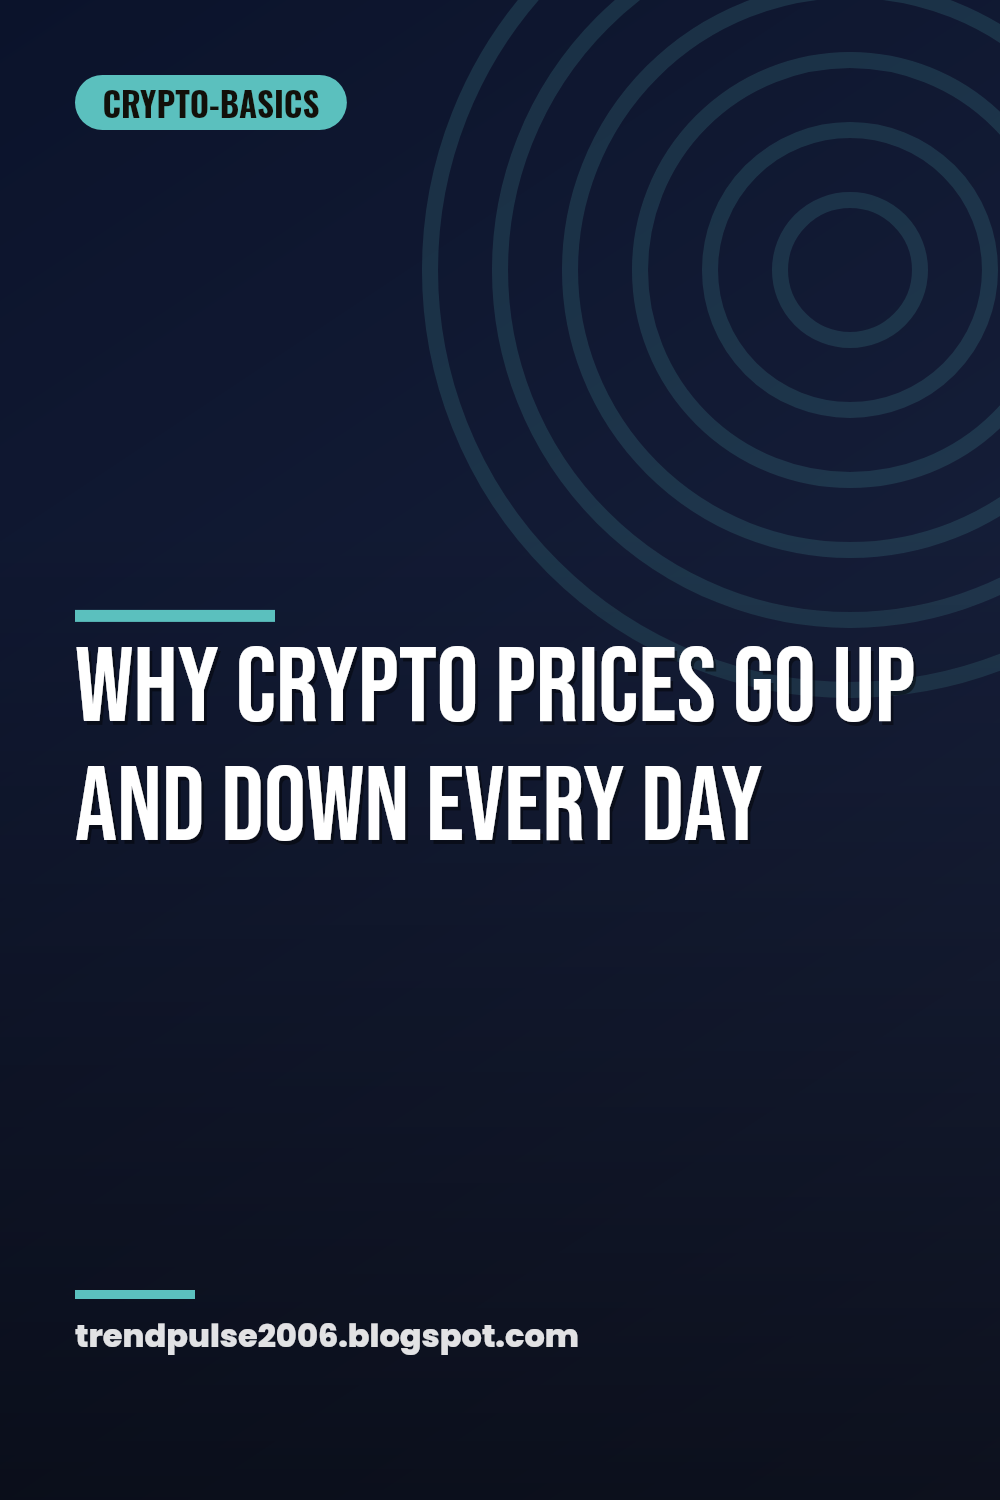 CRYPTO-BASICS
WHY CRYPTO PRICES GO UP
AND DOWN EVERY DAY
trendpulse2006.blogspot.com